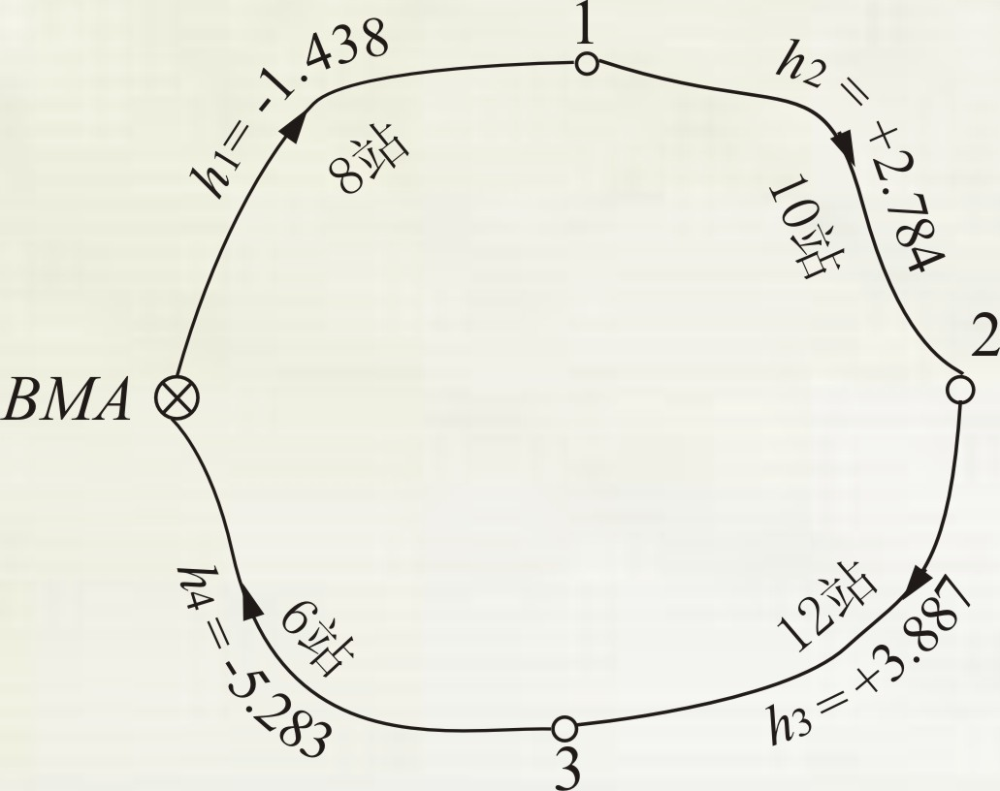 1
h1= -1.438
8站
h2 = +2.784
10站
2
BMA
h4 = -5.283
6站
12站
h3 = +3.887
3